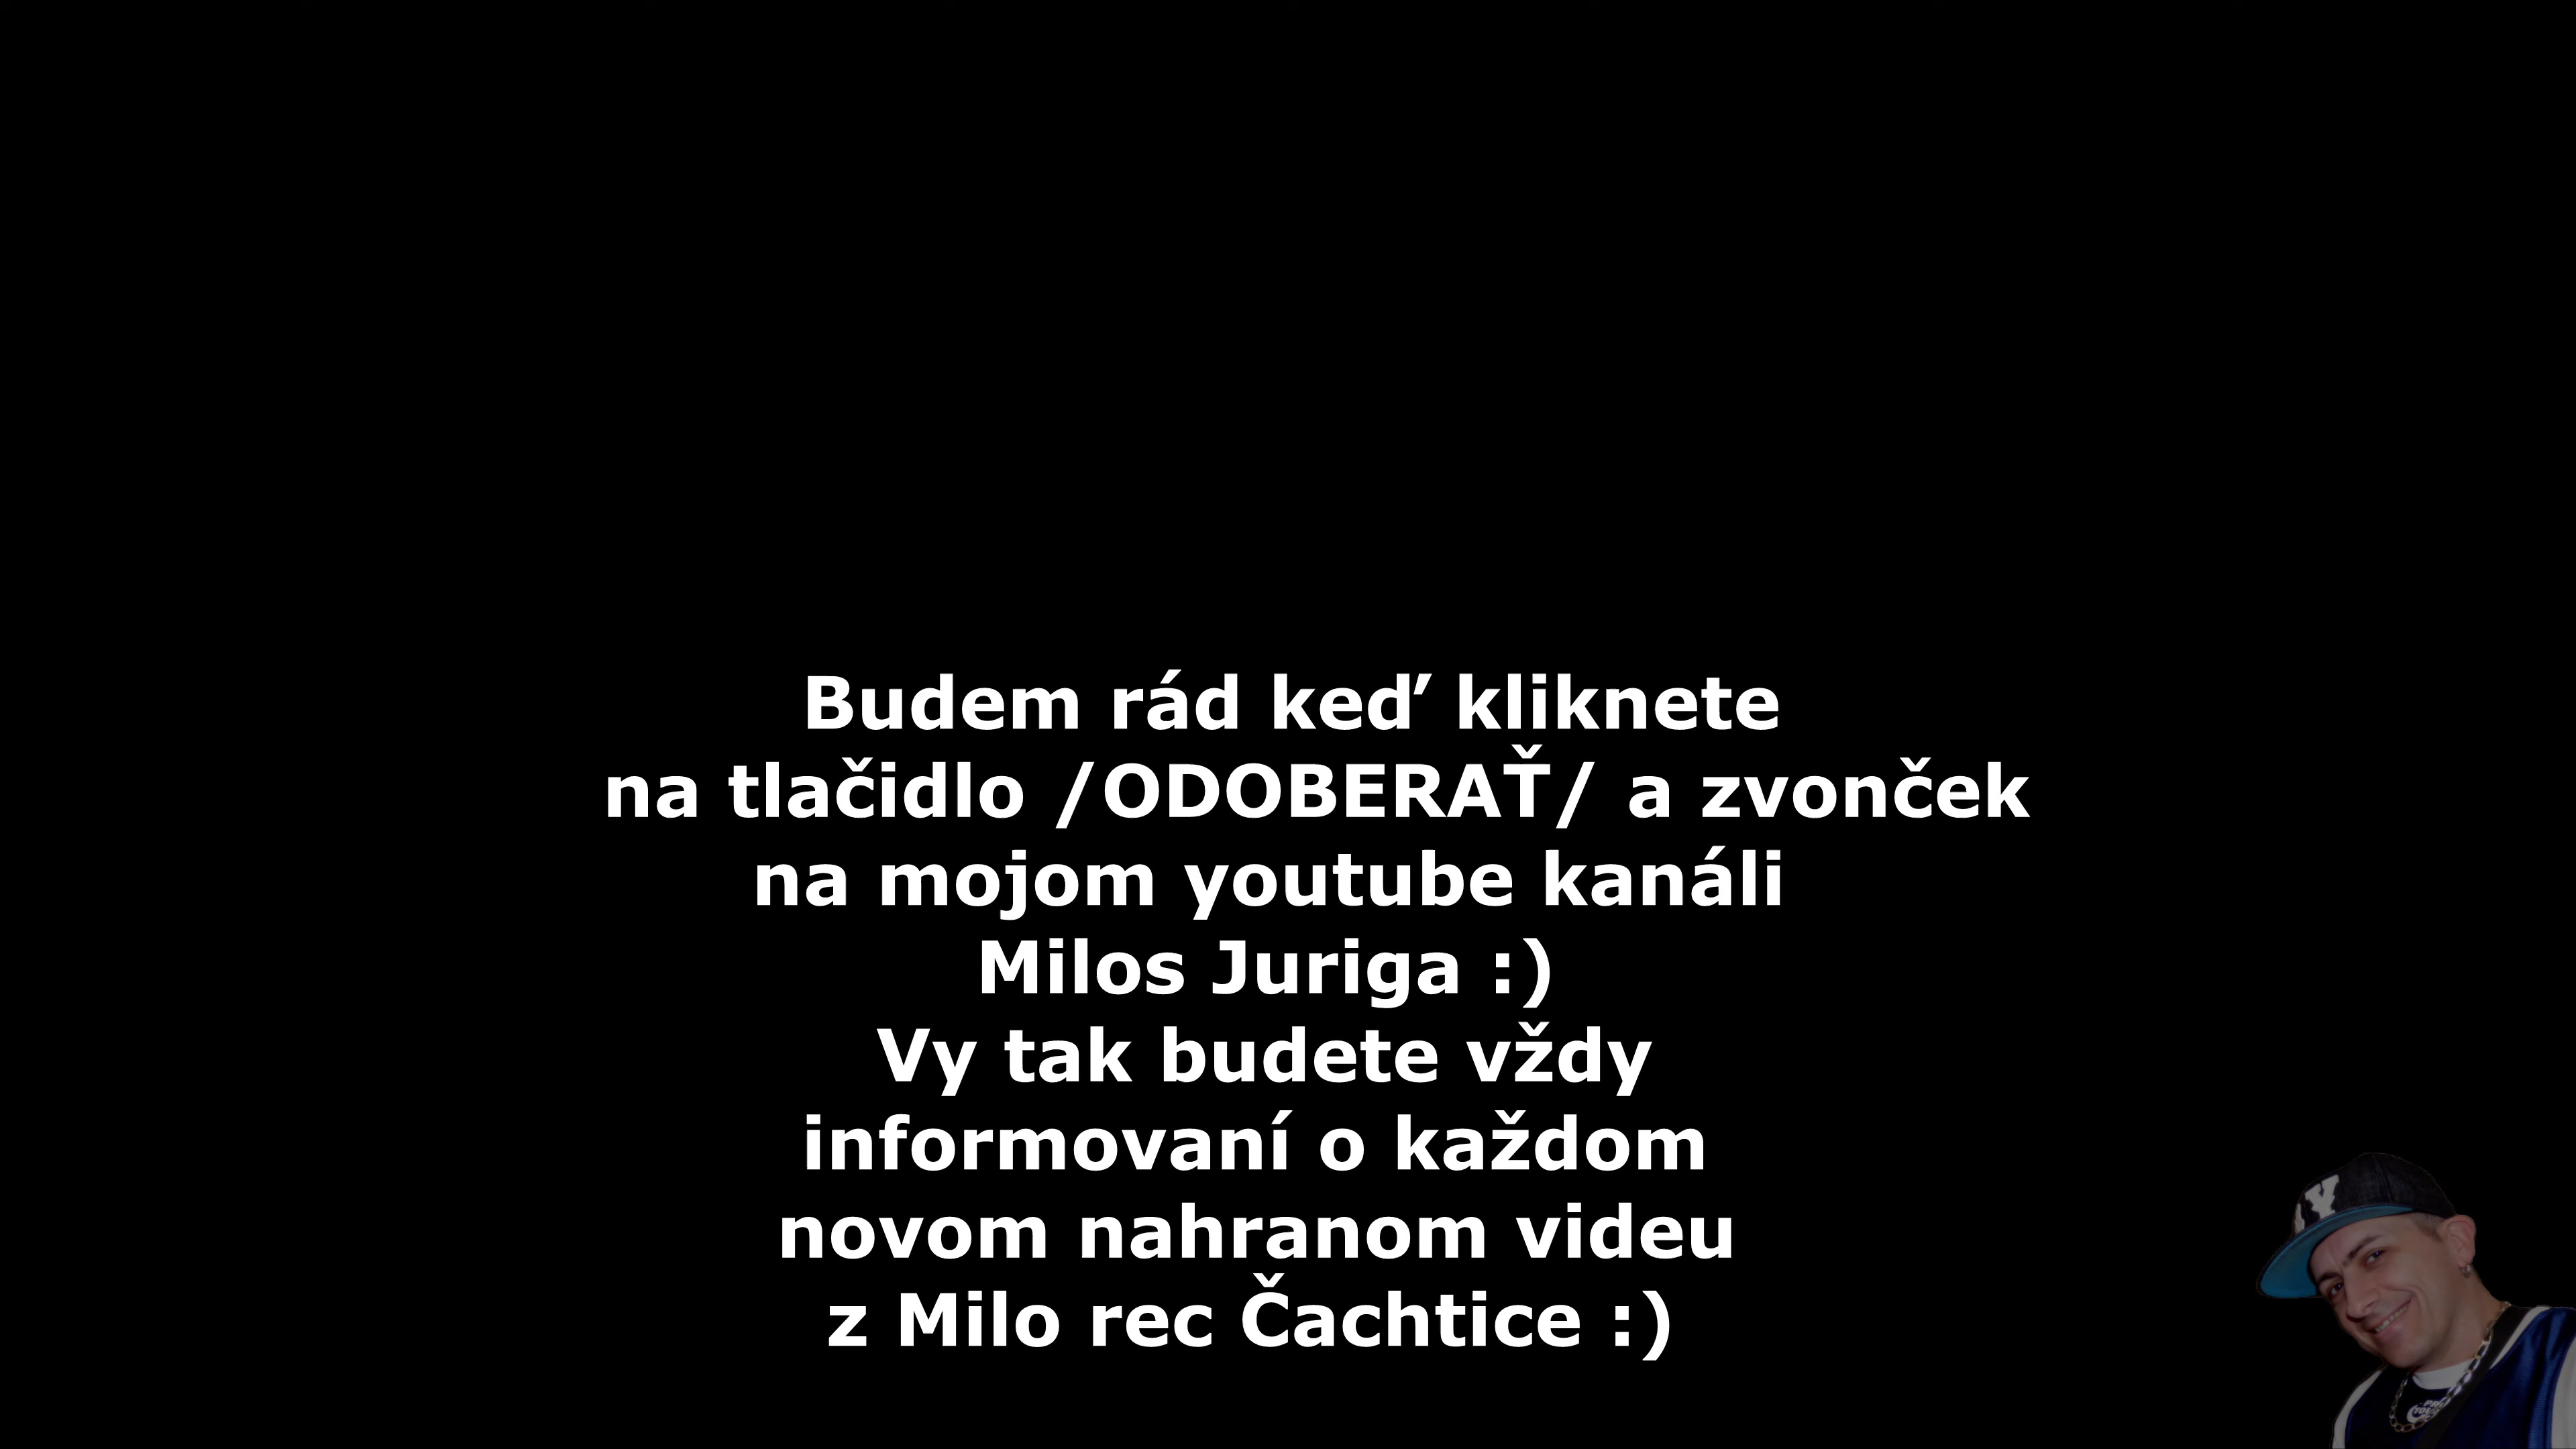 Budem rád keď kliknete
na tlačidlo /ODOBERAŤ/ a zvonček
na mojom youtube kanáli
Milos Juriga :)
Vy tak budete vždy
informovaní o každom
novom nahranom videu
z Milo rec Čachtice :)